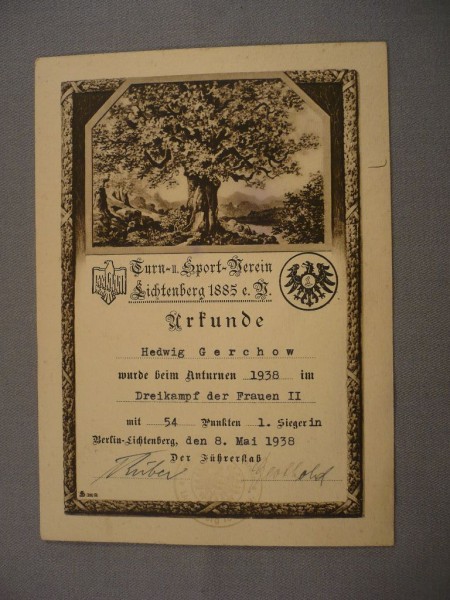 Turn- u. Sport-Verein
Lichtenberg 1885 e. V.
Urkunde
Hedwig Gerchow
wurde beim Anturnen 1938 im
Dreikampf der Frauen II
mit 54 Punkten 1. Siegerin
Berlin-Lichtenberg, den 8. Mai 1938
Der Führerstab